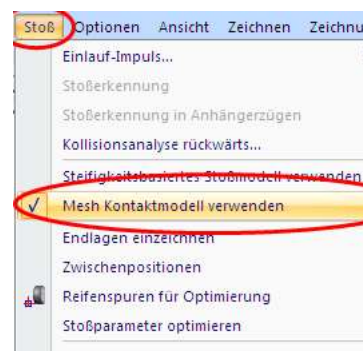 Stoß Optionen Ansicht Zeichnen Zeichnu
Einlauf-Impuls...
Stoßerkennung
Stoßerkennung in Anhängerzügen
Kollisionsanalyse rückwärts...
Steifigkeitsbasiertes Stoßmodell verwenden
Mesh Kontaktmodell verwenden
Endlagen einzeichnen
Zwischenpositionen
Reifenspuren für Optimierung
Stoßparameter optimieren